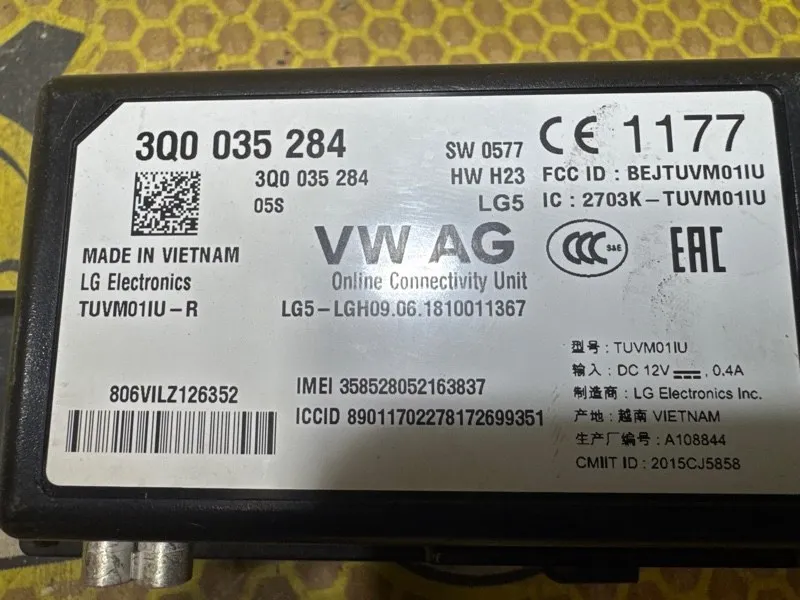 3Q0 035 284
3Q0 035 284
05S
SW 0577
HW H23
LG5
CE 1177
FCC ID : BEJTUVM01IU
IC : 2703K-TUVM01IU
MADE IN VIETNAM
LG Electronics
TUVM01IU-R
VW AG
Online Connectivity Unit
LG5-LGH09.06.1810011367
CCC S&E
EAC
806VILZ126352
IMEI 358528052163837
ICCID 89011702278172699351
型号: TUVM01IU
输入: DC 12V ⎓, 0.4A
制造商: LG Electronics Inc.
产地: 越南 VIETNAM
生产厂编号: A108844
CMIIT ID : 2015CJ5858